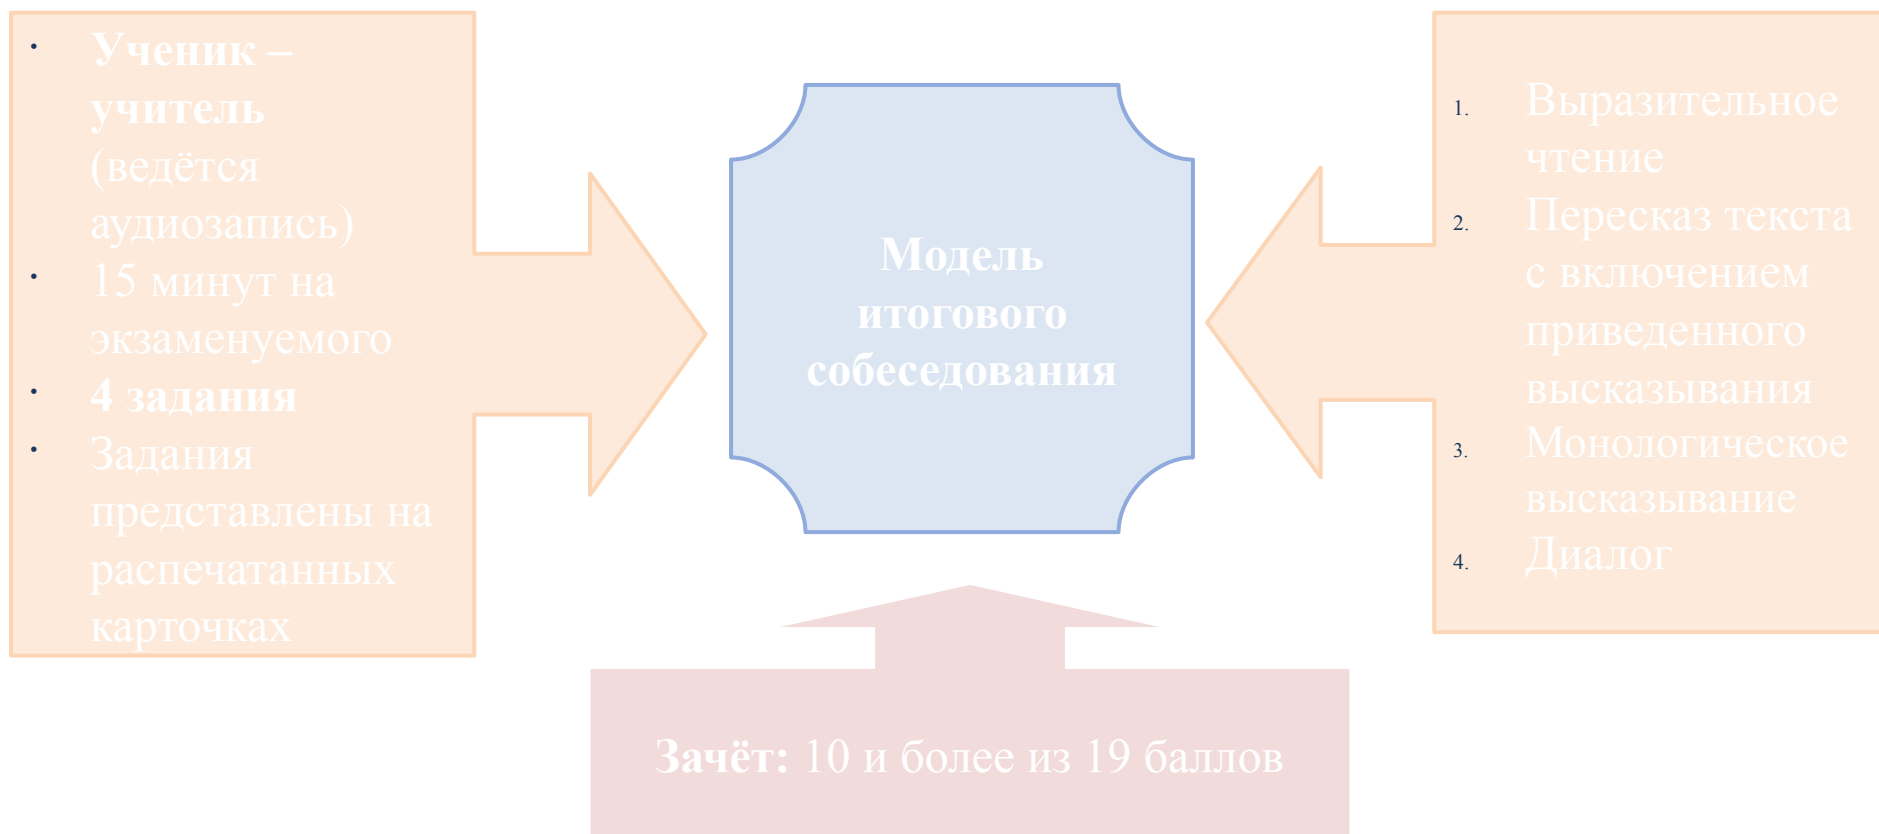 · Ученик –
учитель
(ведётся
аудиозапись)
· 15 минут на
экзаменуемого
· 4 задания
· Задания
представлены на
распечатанных
карточках
Модель
итогового
собеседования
1. Выразительное
чтение
2. Пересказ текста
с включением
приведенного
высказывания
3. Монологическое
высказывание
4. Диалог
Зачёт: 10 и более из 19 баллов